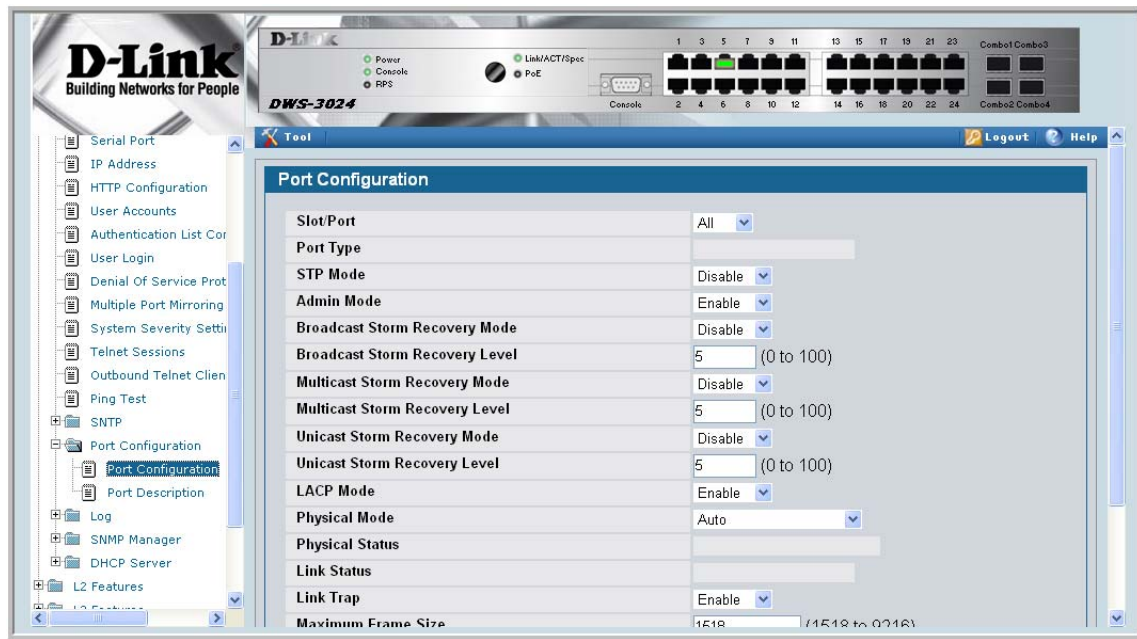 D-Link
Building Networks for People
D-Link
Power
Console
RPS
Link/ACT/Spec
PoE
DWS-3024
Console
1 3 5 7 9 11 13 15 17 19 21 23 Combo1 Combo3
2 4 6 8 10 12 14 16 18 20 22 24 Combo2 Combo4
Tool
Logout
Help
Serial Port
IP Address
HTTP Configuration
User Accounts
Authentication List Cor
User Login
Denial Of Service Prot
Multiple Port Mirroring
System Severity Settin
Telnet Sessions
Outbound Telnet Clien
Ping Test
SNTP
Port Configuration
Port Configuration
Port Description
Log
SNMP Manager
DHCP Server
L2 Features
L3 Features
Port Configuration
Slot/Port All
Port Type
STP Mode Disable
Admin Mode Enable
Broadcast Storm Recovery Mode Disable
Broadcast Storm Recovery Level 5 (0 to 100)
Multicast Storm Recovery Mode Disable
Multicast Storm Recovery Level 5 (0 to 100)
Unicast Storm Recovery Mode Disable
Unicast Storm Recovery Level 5 (0 to 100)
LACP Mode Enable
Physical Mode Auto
Physical Status
Link Status
Link Trap Enable
Maximum Frame Size 1518 (1518 to 9216)